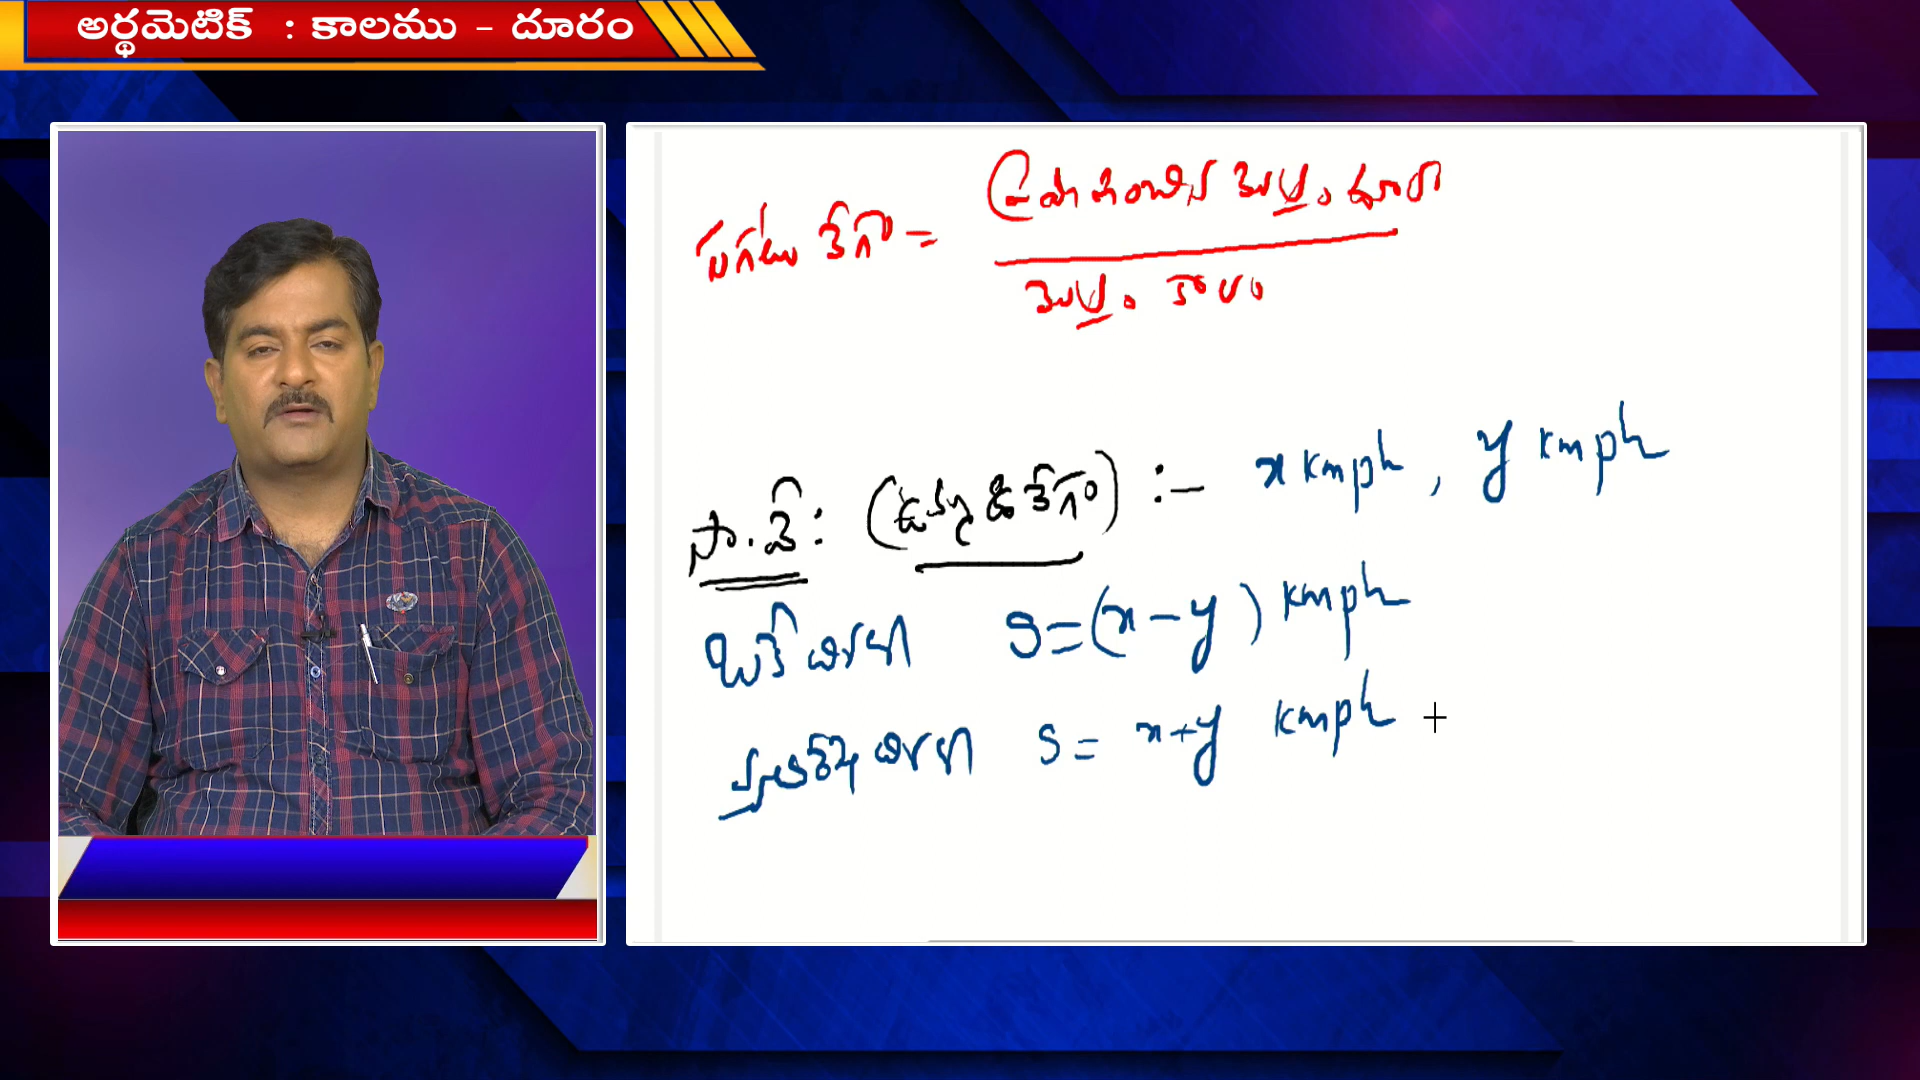 అర్థమెటిక్ : కాలము - దూరం
సగటు వేగం = ప్రయాణించిన మొత్తం దూరం
మొత్తం కాలం
సా.వే: (ఉమ్మడి వేగం) :- x kmph, y kmph
ఒకే దిశలో S = (x - y) kmph
వ్యతిరేక దిశలో S = x + y kmph